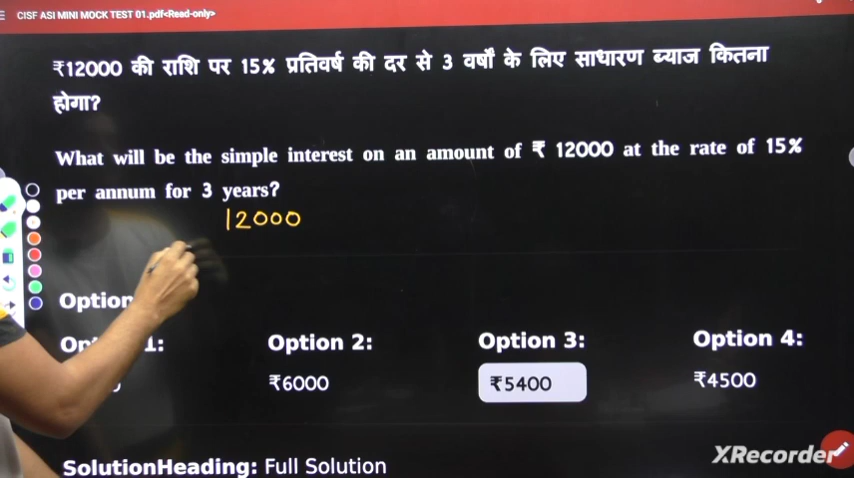 CISF ASI MINI MOCK TEST 01.pdf<Read-only>
₹12000 की राशि पर 15% प्रतिवर्ष की दर से 3 वर्षों के लिए साधारण ब्याज कितना
होगा?
What will be the simple interest on an amount of ₹ 12000 at the rate of 15%
per annum for 3 years?
12000
Option
1: Option 2: Option 3: Option 4:
₹6000 ₹5400 ₹4500
SolutionHeading: Full Solution
XRecorder